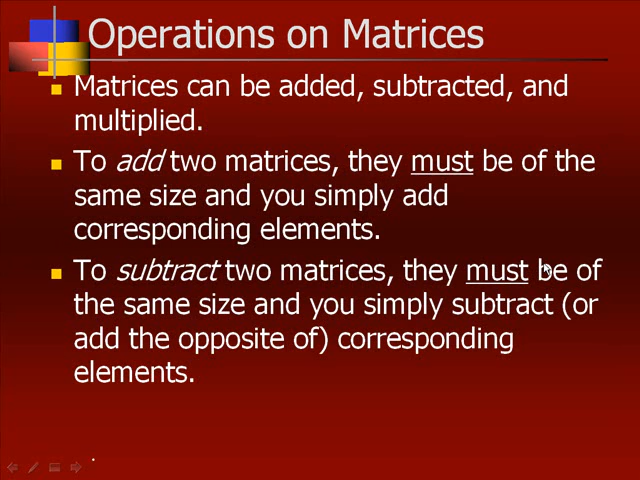 Operations on Matrices
Matrices can be added, subtracted, and
multiplied.
To add two matrices, they must be of the
same size and you simply add
corresponding elements.
To subtract two matrices, they must be of
the same size and you simply subtract (or
add the opposite of) corresponding
elements.
.